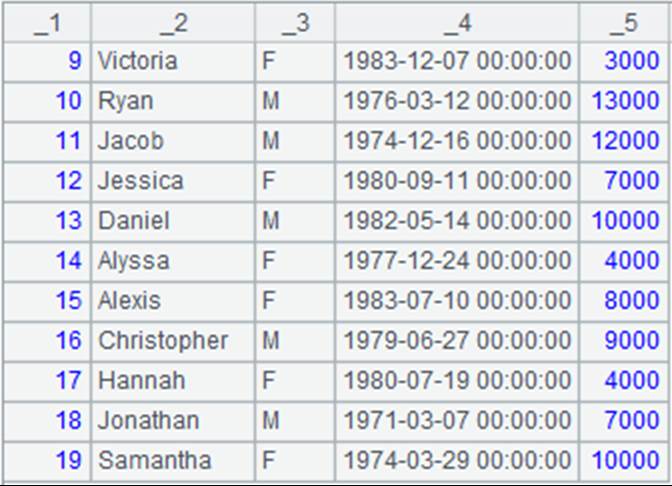 _1 _2 _3 _4 _5
9 Victoria F 1983-12-07 00:00:00 3000
10 Ryan M 1976-03-12 00:00:00 13000
11 Jacob M 1974-12-16 00:00:00 12000
12 Jessica F 1980-09-11 00:00:00 7000
13 Daniel M 1982-05-14 00:00:00 10000
14 Alyssa F 1977-12-24 00:00:00 4000
15 Alexis F 1983-07-10 00:00:00 8000
16 Christopher M 1979-06-27 00:00:00 9000
17 Hannah F 1980-07-19 00:00:00 4000
18 Jonathan M 1971-03-07 00:00:00 7000
19 Samantha F 1974-03-29 00:00:00 10000